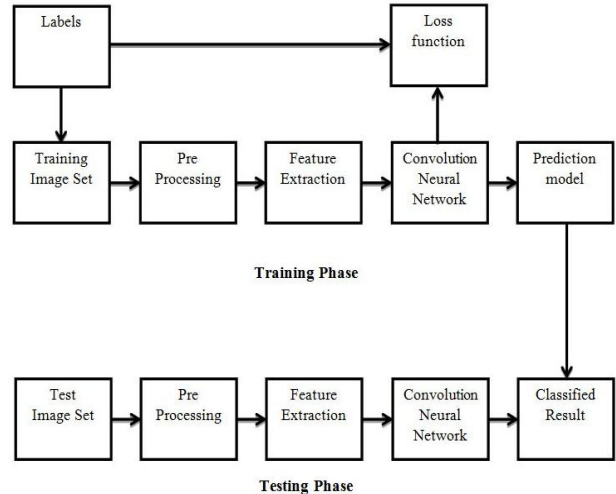 Labels
Loss
function
Training
Image Set
Pre
Processing
Feature
Extraction
Convolution
Neural
Network
Prediction
model
Training Phase
Test
Image Set
Pre
Processing
Feature
Extraction
Convolution
Neural
Network
Classified
Result
Testing Phase